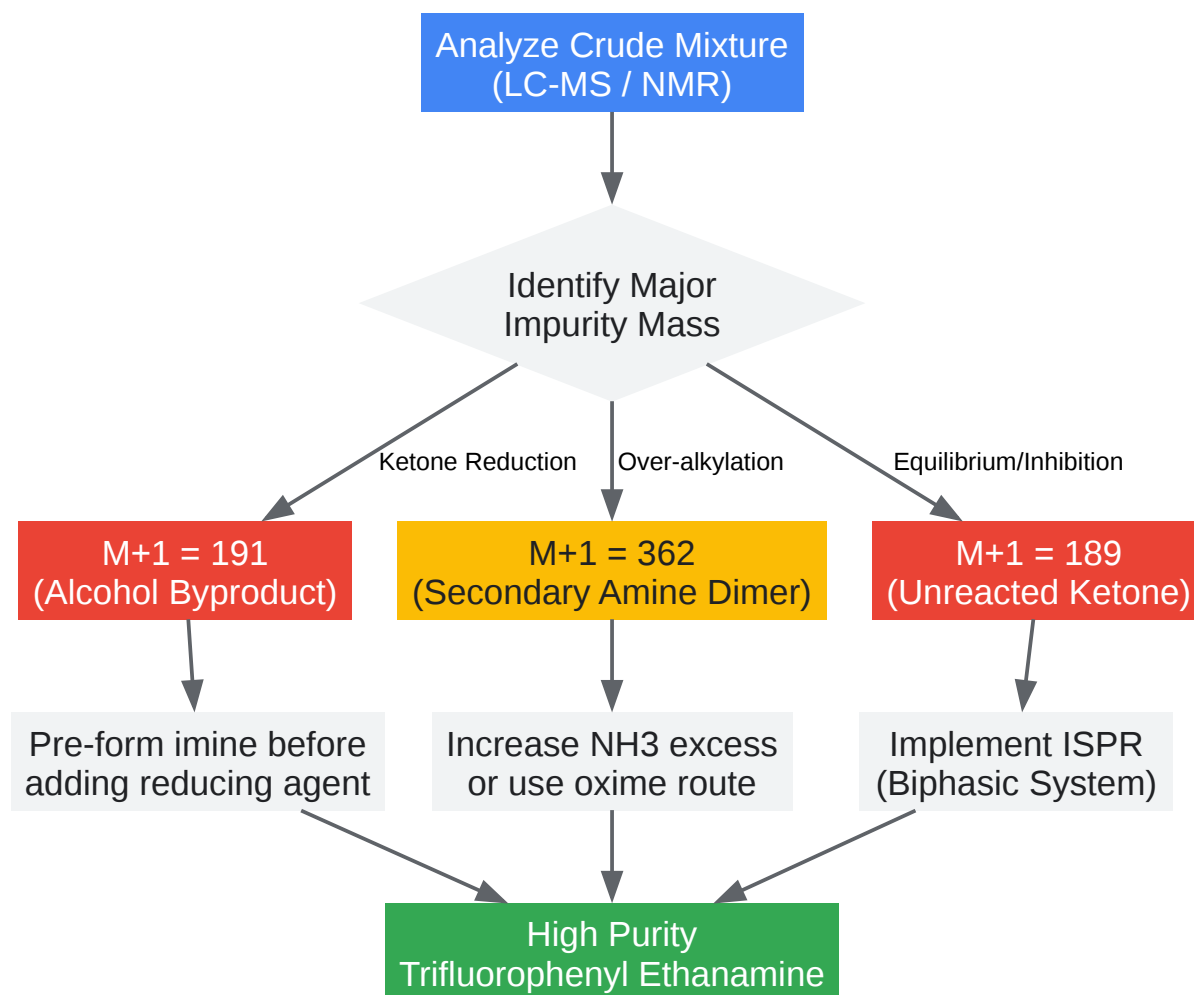 Analyze Crude Mixture
(LC-MS / NMR)
Identify Major
Impurity Mass
Ketone Reduction
Over-alkylation
Equilibrium/Inhibition
M+1 = 191
(Alcohol Byproduct)
M+1 = 362
(Secondary Amine Dimer)
M+1 = 189
(Unreacted Ketone)
Pre-form imine before
adding reducing agent
Increase NH3 excess
or use oxime route
Implement ISPR
(Biphasic System)
High Purity
Trifluorophenyl Ethanamine